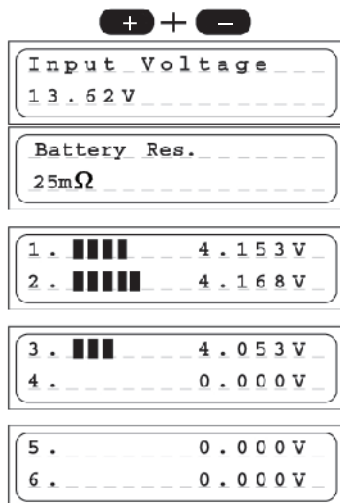 + + -
Input Voltage
13.62V
Battery Res.
25mΩ
1. 4.153V
2. 4.168V
3. 4.053V
4. 0.000V
5. 0.000V
6. 0.000V